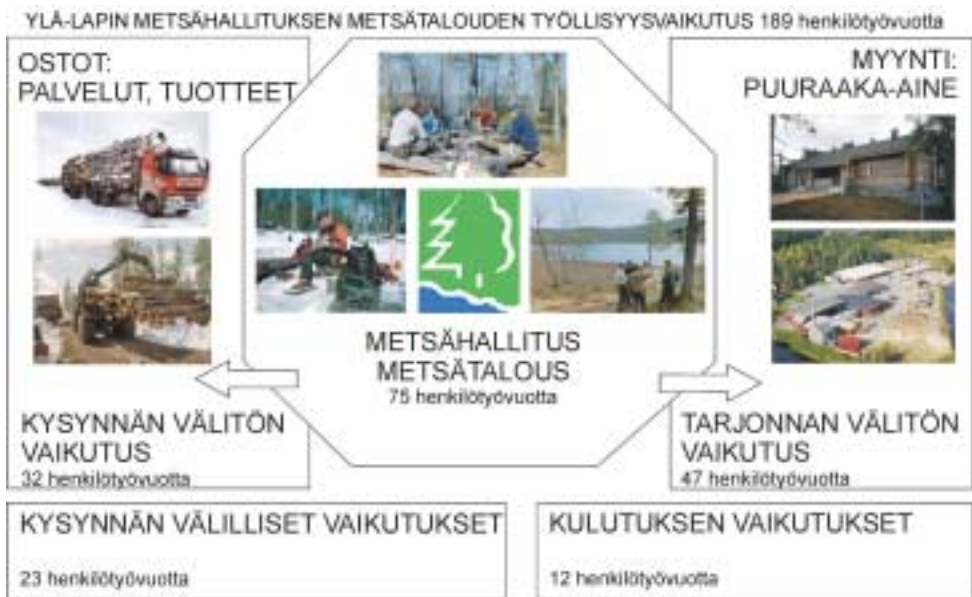 YLÄ-LAPIN METSÄHALLITUKSEN METSÄTALOUDEN TYÖLLISYYSVAIKUTUS 189 henkilötyövuotta
OSTOT:
PALVELUT, TUOTTEET
MYYNTI:
PUURAAKA-AINE
METSÄHALLITUS
METSÄTALOUS
75 henkilötyövuotta
KYSYNNÄN VÄLITÖN
VAIKUTUS
32 henkilötyövuotta
TARJONNAN VÄLITÖN
VAIKUTUS
47 henkilötyövuotta
KYSYNNÄN VÄLILLISET VAIKUTUKSET
23 henkilötyövuotta
KULUTUKSEN VAIKUTUKSET
12 henkilötyövuotta